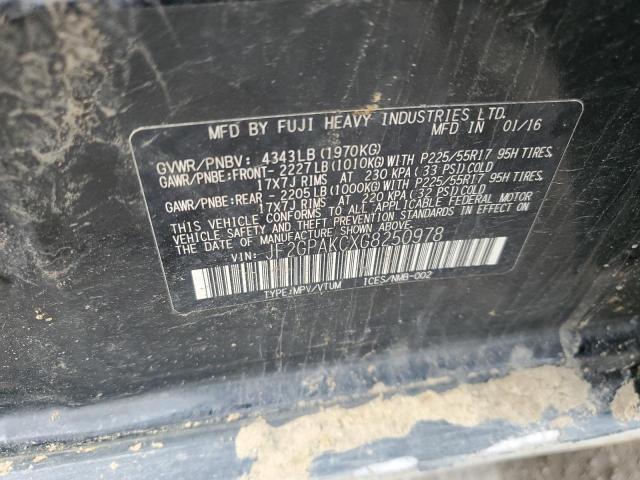 MFD BY FUJI HEAVY INDUSTRIES LTD.
GVWR/PNBV: 4343LB(1970KG) MFD IN 01/16
GAWR/PNBE:FRONT- 2227LB(1010KG)WITH P225/55R17 95H TIRES,
17X7J RIMS AT 230 KPA(33 PSI)COLD
GAWR/PNBE:REAR - 2205LB(1000KG)WITH P225/55R17 95H TIRES,
17X7J RIMS AT 220 KPA(32 PSI)COLD
THIS VEHICLE CONFORMS TO ALL APPLICABLE FEDERAL MOTOR
VEHICLE SAFETY AND THEFT PREVENTION STANDARDS IN EFFECT ON
THE DATE OF MANUFACTURE SHOWN ABOVE.
VIN: JF2GPAKCXG8250978
TYPE:MPV/VTUM ICES/NMB-002